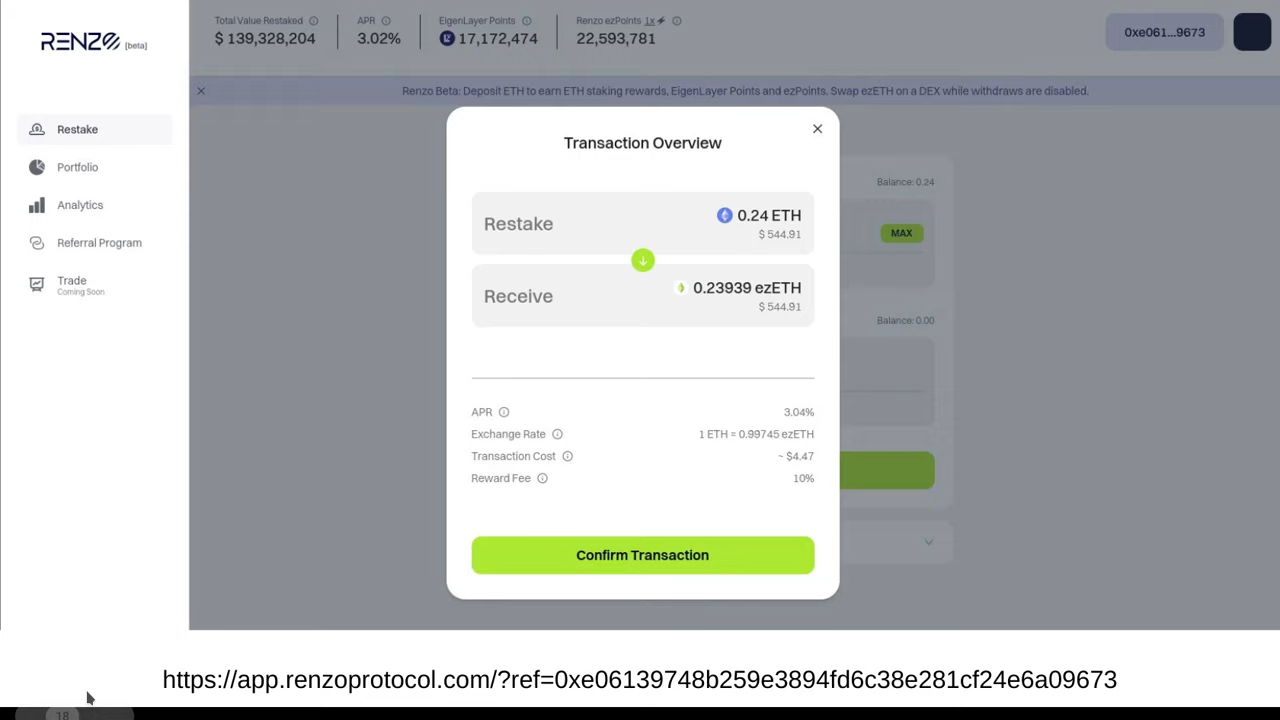 RENZO [beta]
Restake
Portfolio
Analytics
Referral Program
Trade
Coming Soon
Total Value Restaked
$ 139,328,204
APR
3.02%
EigenLayer Points
17,172,474
Renzo ezPoints 1x
22,593,781
0xe061...9673
Renzo Beta: Deposit ETH to earn ETH staking rewards, EigenLayer Points and ezPoints. Swap ezETH on a DEX while withdraws are disabled.
Transaction Overview
Restake
0.24 ETH
$ 544.91
Receive
0.23939 ezETH
$ 544.91
APR 3.04%
Exchange Rate 1 ETH = 0.99745 ezETH
Transaction Cost ~ $4.47
Reward Fee 10%
Confirm Transaction
Balance: 0.24
MAX
Balance: 0.00
https://app.renzoprotocol.com/?ref=0xe06139748b259e3894fd6c38e281cf24e6a09673
18